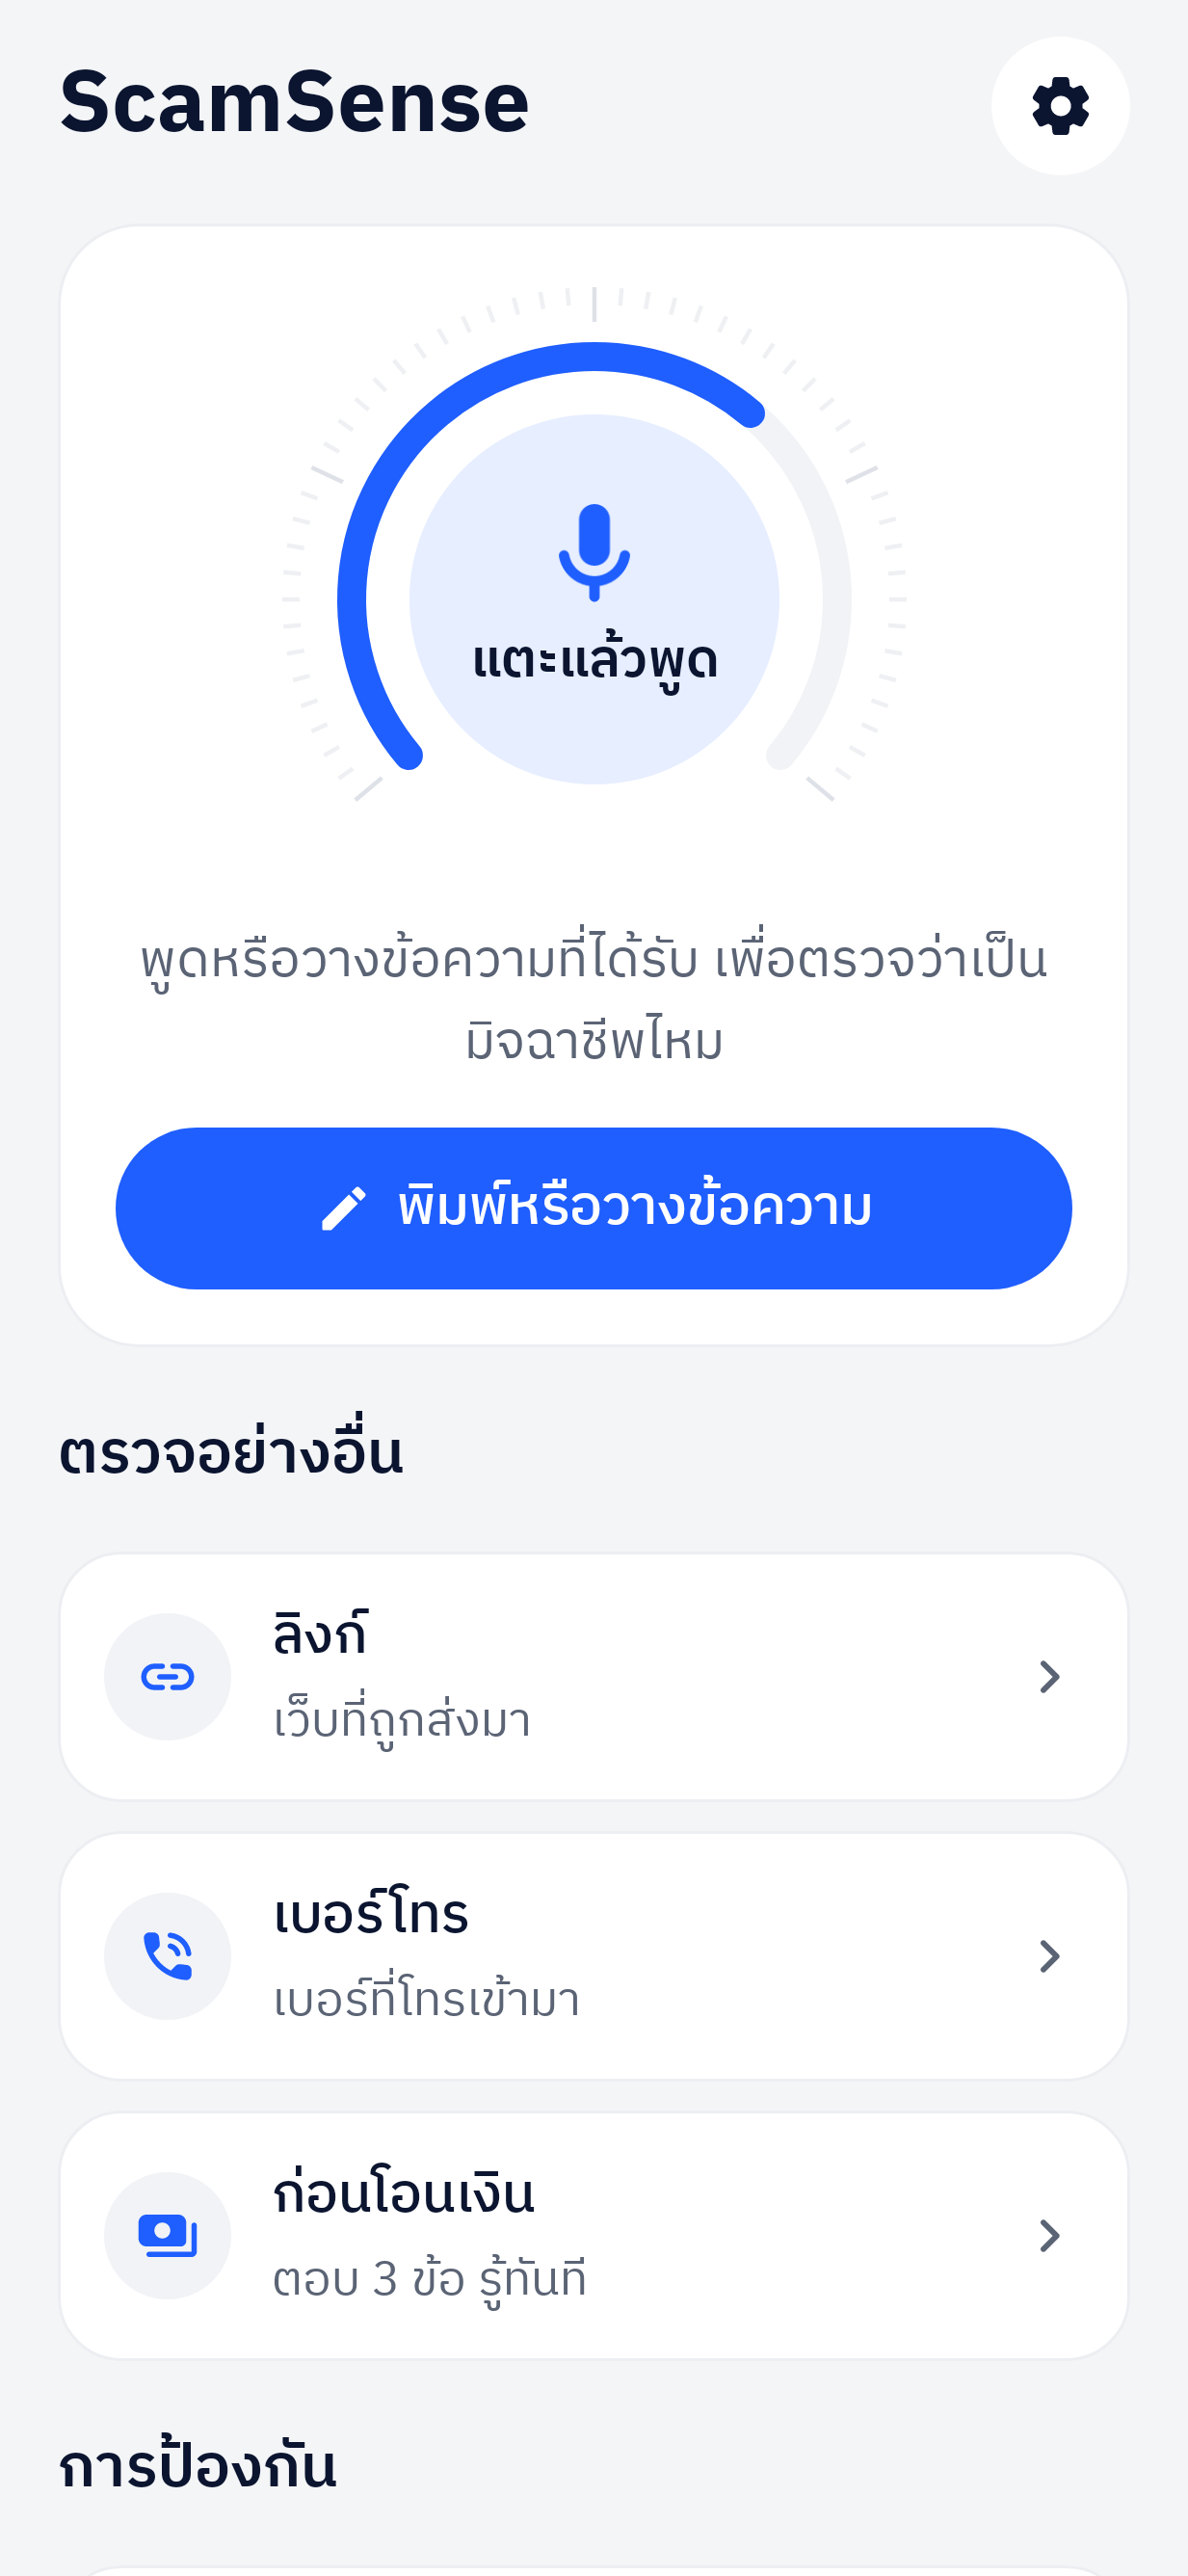 ScamSense
แตะแล้วพูด
พูดหรือวางข้อความที่ได้รับ เพื่อตรวจว่าเป็น
มิจฉาชีพไหม
พิมพ์หรือวางข้อความ
ตรวจอย่างอื่น
ลิงก์
เว็บที่ถูกส่งมา
เบอร์โทร
เบอร์ที่โทรเข้ามา
ก่อนโอนเงิน
ตอบ 3 ข้อ รู้ทันที
การป้องกัน